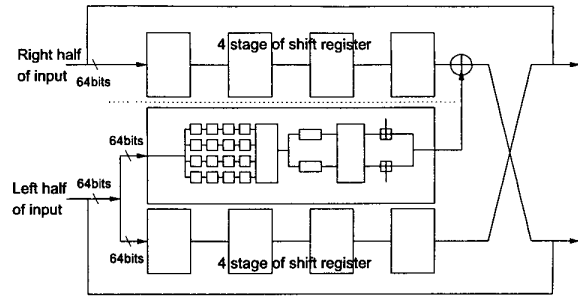 4 stage of shift register
Right half
of input
64bits
64bits
64bits
Left half
of input
64bits
4 stage of shift register